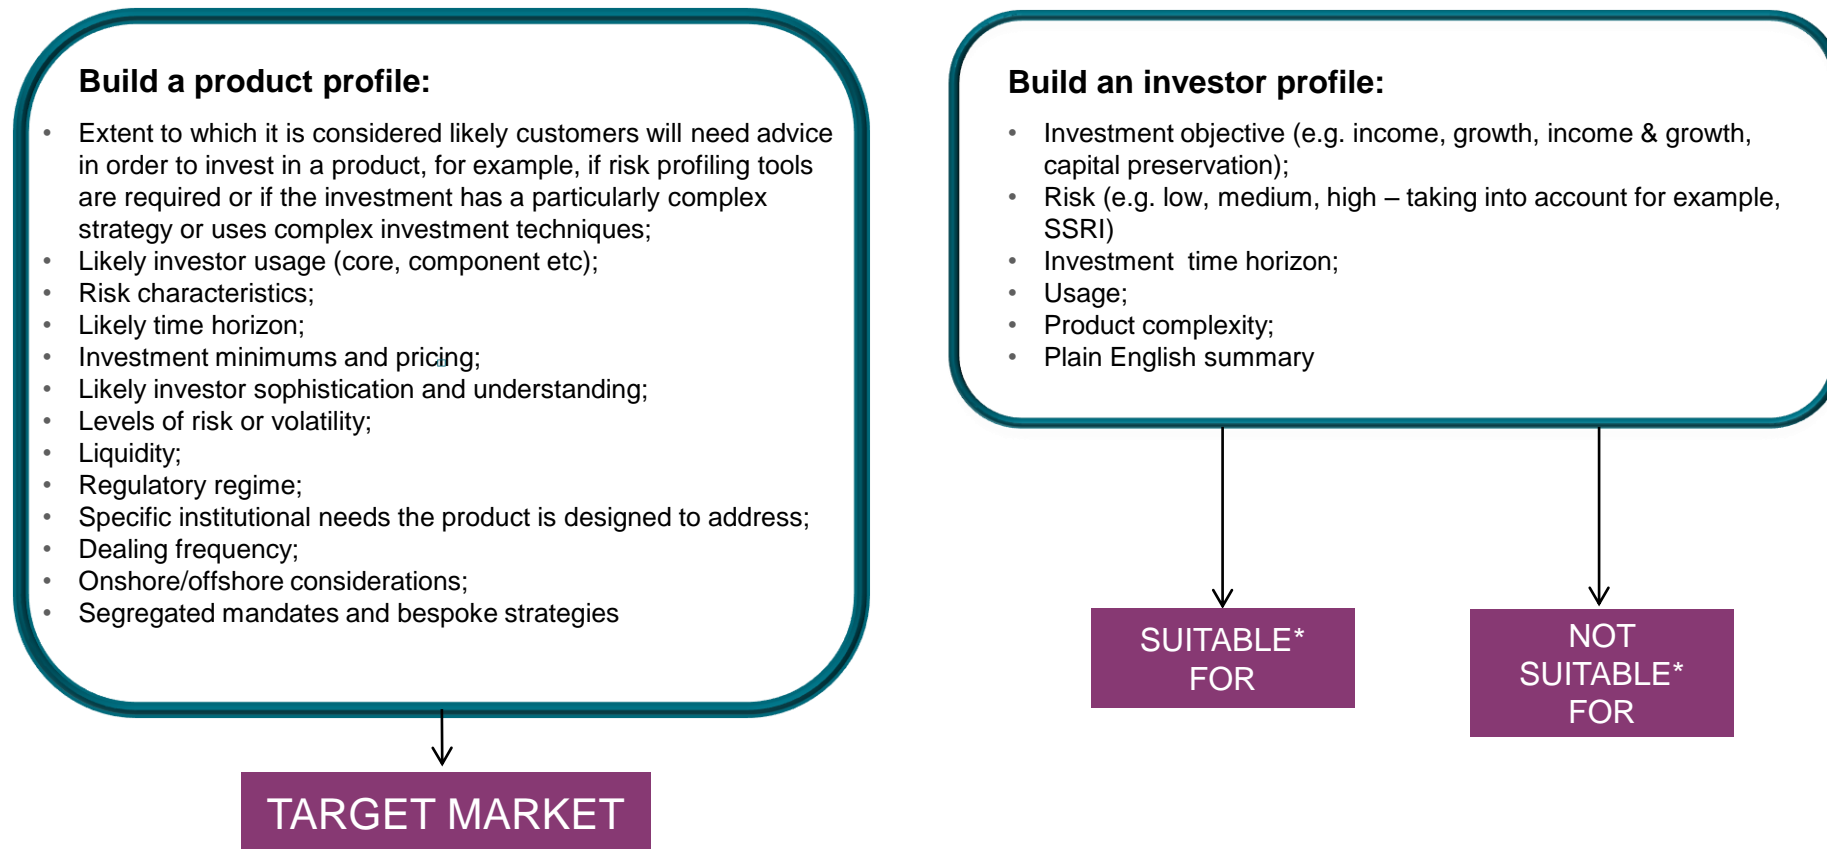 Build a product profile:
• Extent to which it is considered likely customers will need advice
in order to invest in a product, for example, if risk profiling tools
are required or if the investment has a particularly complex
strategy or uses complex investment techniques;
• Likely investor usage (core, component etc);
• Risk characteristics;
• Likely time horizon;
• Investment minimums and pricing;
• Likely investor sophistication and understanding;
• Levels of risk or volatility;
• Liquidity;
• Regulatory regime;
• Specific institutional needs the product is designed to address;
• Dealing frequency;
• Onshore/offshore considerations;
• Segregated mandates and bespoke strategies
TARGET MARKET
Build an investor profile:
• Investment objective (e.g. income, growth, income & growth,
capital preservation);
• Risk (e.g. low, medium, high – taking into account for example,
SSRI)
• Investment time horizon;
• Usage;
• Product complexity;
• Plain English summary
SUITABLE*
FOR
NOT
SUITABLE*
FOR